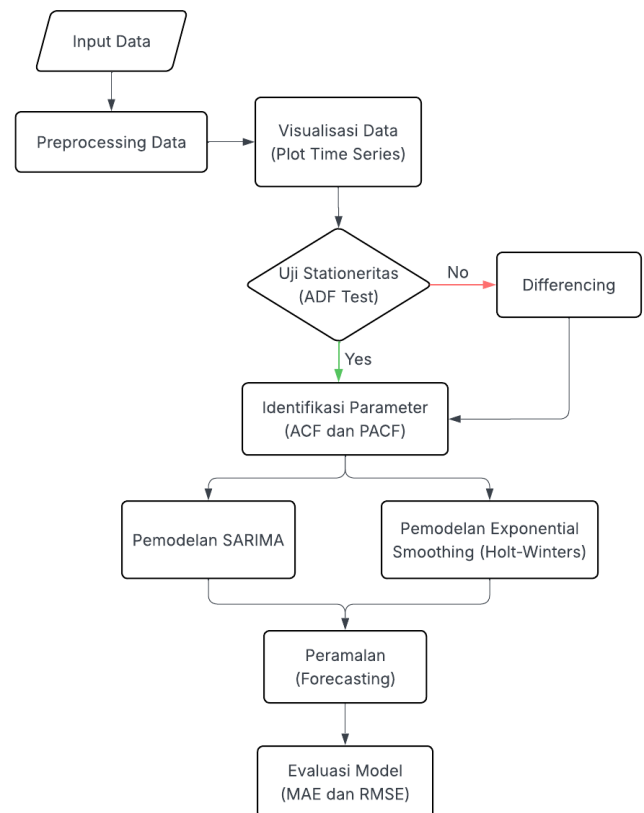 Input Data
Preprocessing Data
Visualisasi Data
(Plot Time Series)
Uji Stationeritas
(ADF Test)
No
Differencing
Yes
Identifikasi Parameter
(ACF dan PACF)
Pemodelan SARIMA
Pemodelan Exponential
Smoothing (Holt-Winters)
Peramalan
(Forecasting)
Evaluasi Model
(MAE dan RMSE)